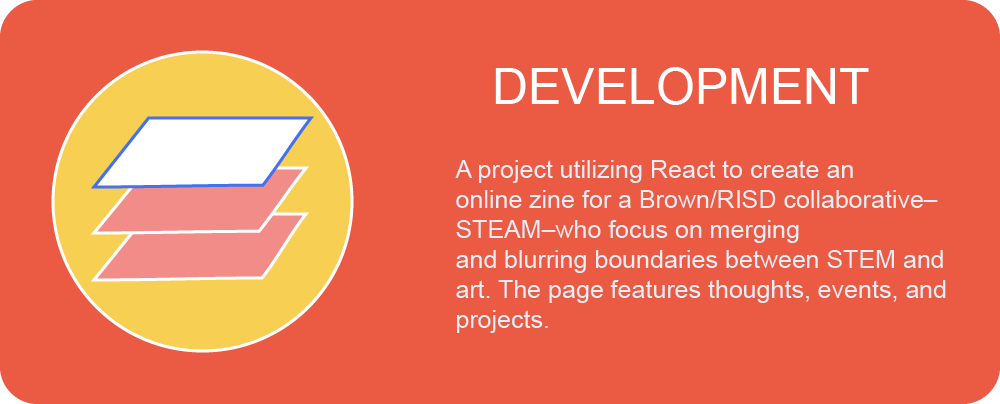 DEVELOPMENT
A project utilizing React to create an
online zine for a Brown/RISD collaborative–
STEAM–who focus on merging
and blurring boundaries between STEM and
art. The page features thoughts, events, and
projects.